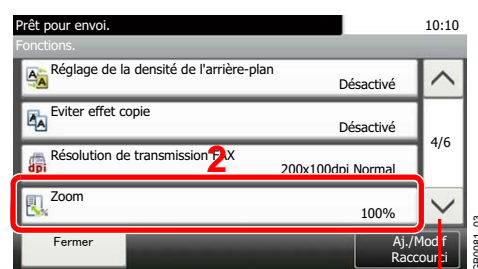 Prêt pour envoi. 10:10
Fonctions.
Réglage de la densité de l'arrière-plan
Désactivé
Eviter effet copie
Désactivé
4/6
Résolution de transmission FAX
200x100dpi Normal
2
Zoom
100%
Fermer
Aj./Modif
Raccourci